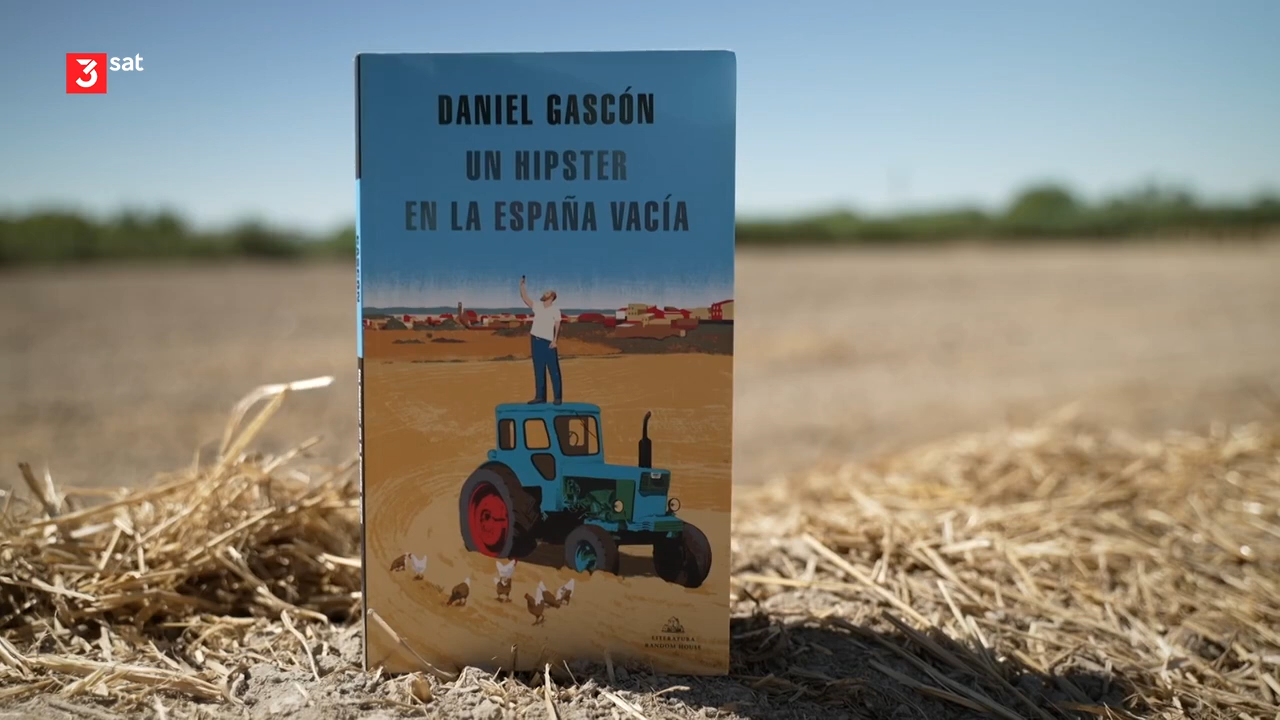 3sat
DANIEL GASCÓN
UN HIPSTER
EN LA ESPAÑA VACÍA
LITERATURA
RANDOM HOUSE